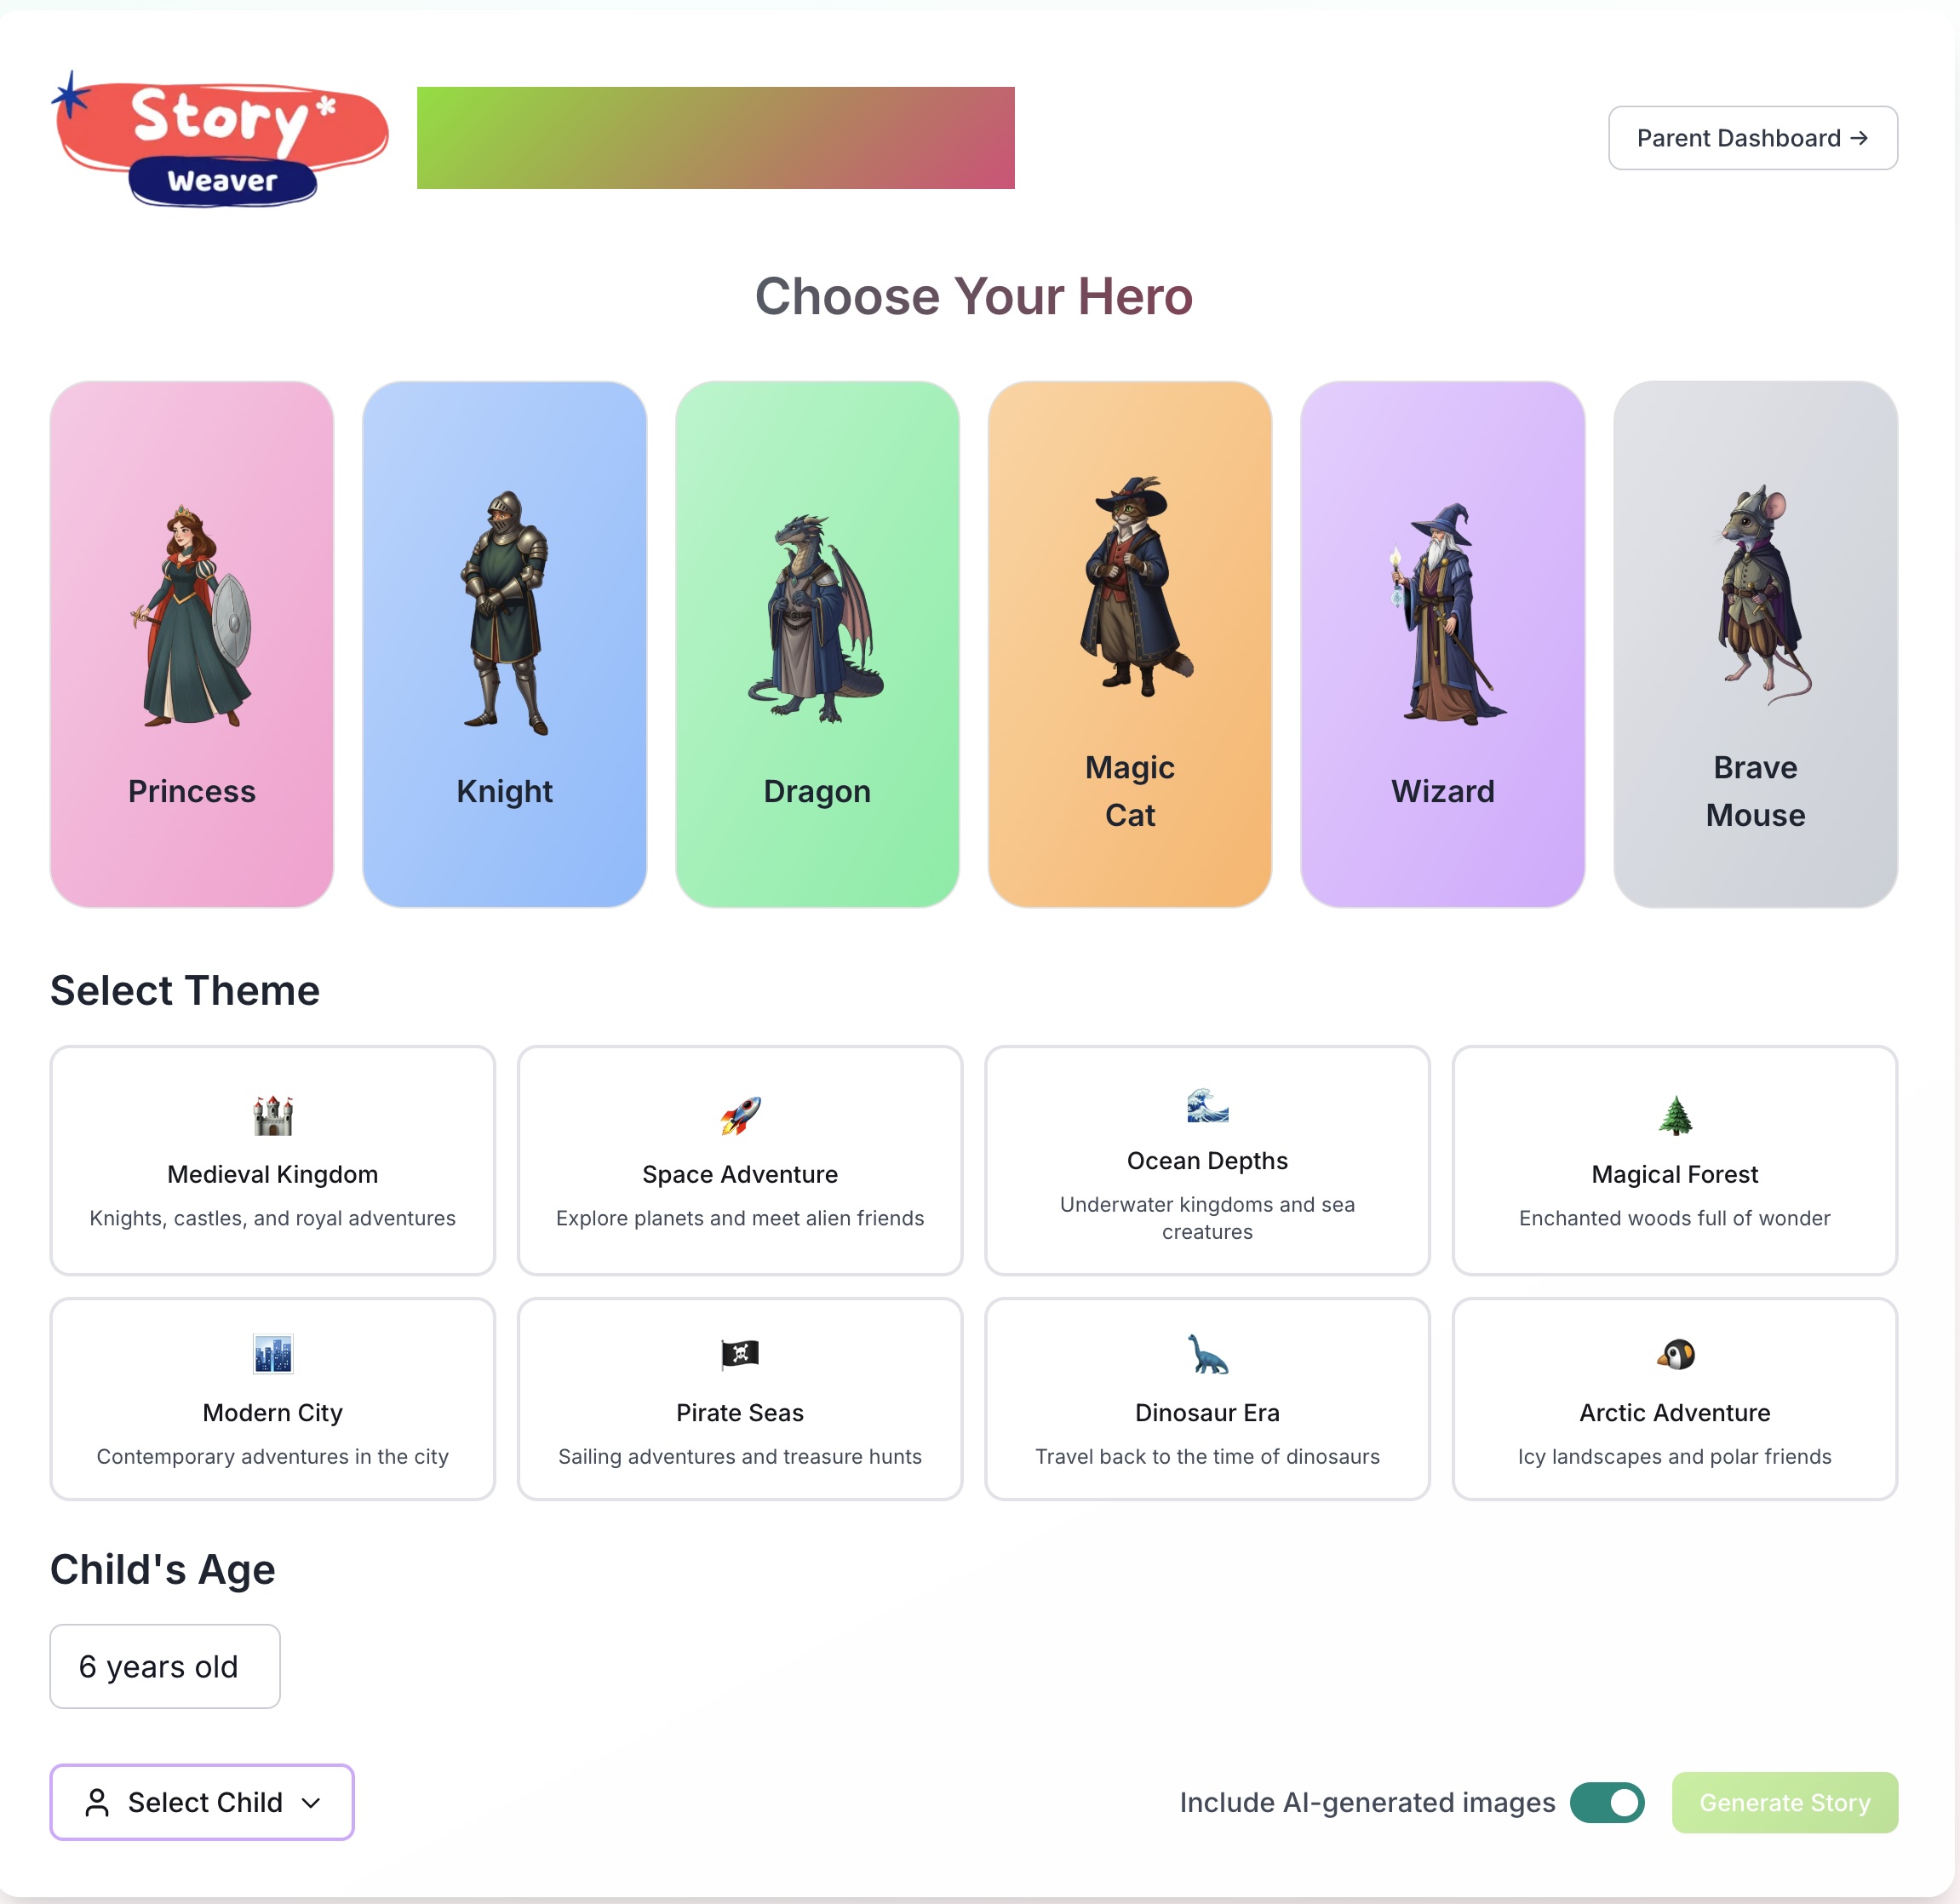 Story*
Weaver
Parent Dashboard →
Choose Your Hero
Princess
Knight
Dragon
Magic
Cat
Wizard
Brave
Mouse
Select Theme
Medieval Kingdom
Knights, castles, and royal adventures
Space Adventure
Explore planets and meet alien friends
Ocean Depths
Underwater kingdoms and sea
creatures
Magical Forest
Enchanted woods full of wonder
Modern City
Contemporary adventures in the city
Pirate Seas
Sailing adventures and treasure hunts
Dinosaur Era
Travel back to the time of dinosaurs
Arctic Adventure
Icy landscapes and polar friends
Child's Age
6 years old
Select Child
Include AI-generated images
Generate Story